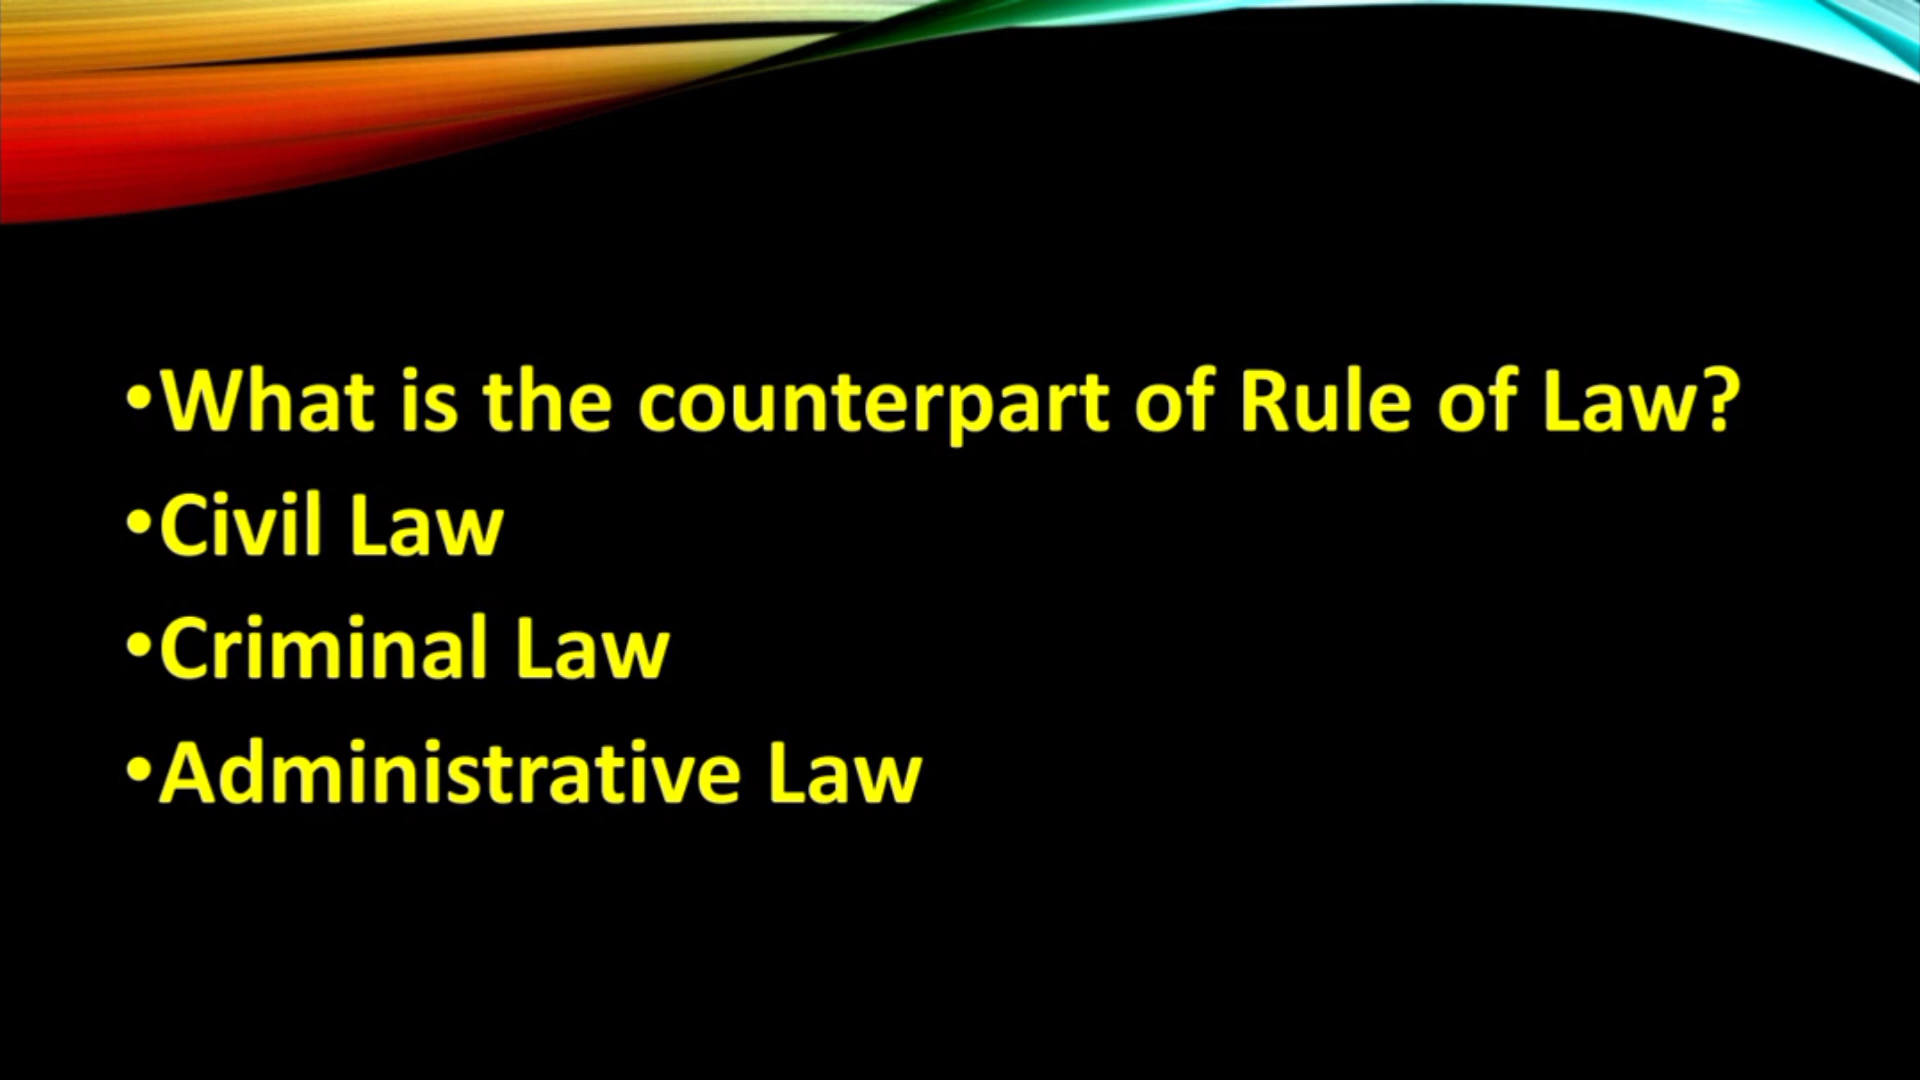 •What is the counterpart of Rule of Law?
•Civil Law
•Criminal Law
•Administrative Law